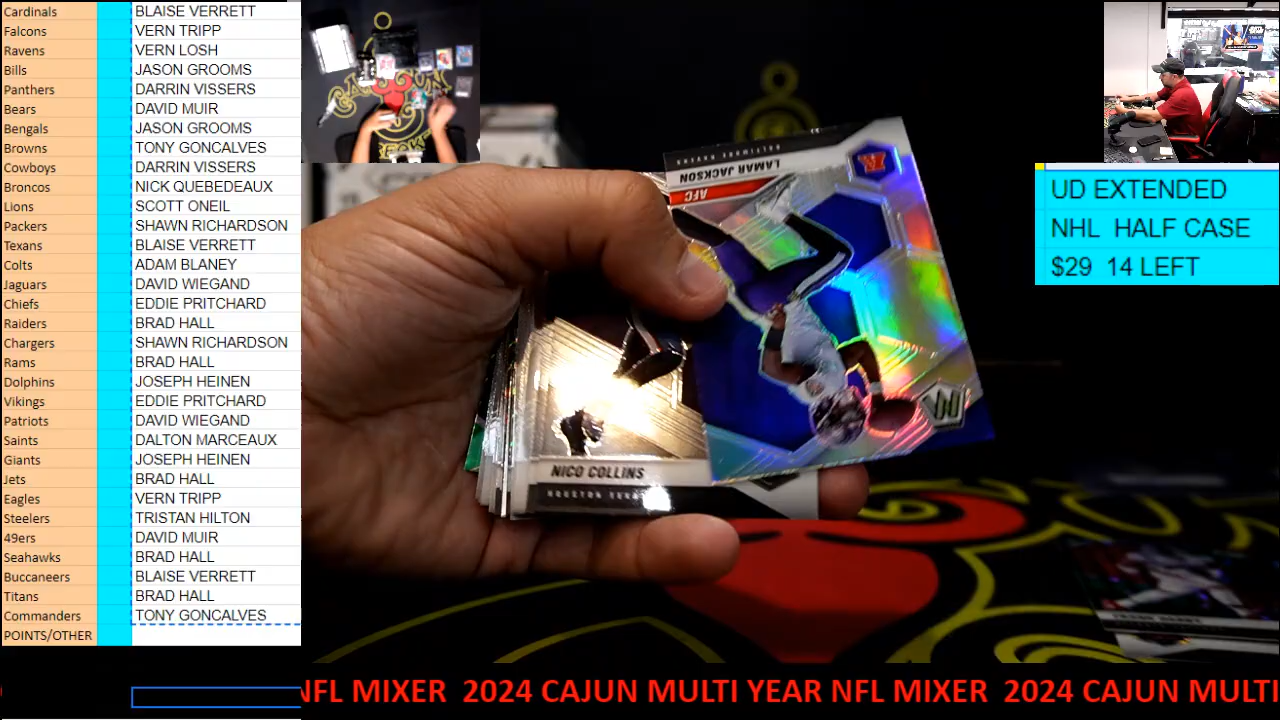 Cardinals BLAISE VERRETT
Falcons VERN TRIPP
Ravens VERN LOSH
Bills JASON GROOMS
Panthers DARRIN VISSERS
Bears DAVID MUIR
Bengals JASON GROOMS
Browns TONY GONCALVES
Cowboys DARRIN VISSERS
Broncos NICK QUEBEDEAUX
Lions SCOTT ONEIL
Packers SHAWN RICHARDSON
Texans BLAISE VERRETT
Colts ADAM BLANEY
Jaguars DAVID WIEGAND
Chiefs EDDIE PRITCHARD
Raiders BRAD HALL
Chargers SHAWN RICHARDSON
Rams BRAD HALL
Dolphins JOSEPH HEINEN
Vikings EDDIE PRITCHARD
Patriots DAVID WIEGAND
Saints DALTON MARCEAUX
Giants JOSEPH HEINEN
Jets BRAD HALL
Eagles VERN TRIPP
Steelers TRISTAN HILTON
49ers DAVID MUIR
Seahawks BRAD HALL
Buccaneers BLAISE VERRETT
Titans BRAD HALL
Commanders TONY GONCALVES
POINTS/OTHER
UD EXTENDED
NHL HALF CASE
$29 14 LEFT
BALTIMORE RAVENS
LAMAR JACKSON
AFC
NICO COLLINS
HOUSTON
NFL MIXER 2024 CAJUN MULTI YEAR NFL MIXER 2024 CAJUN MULTI